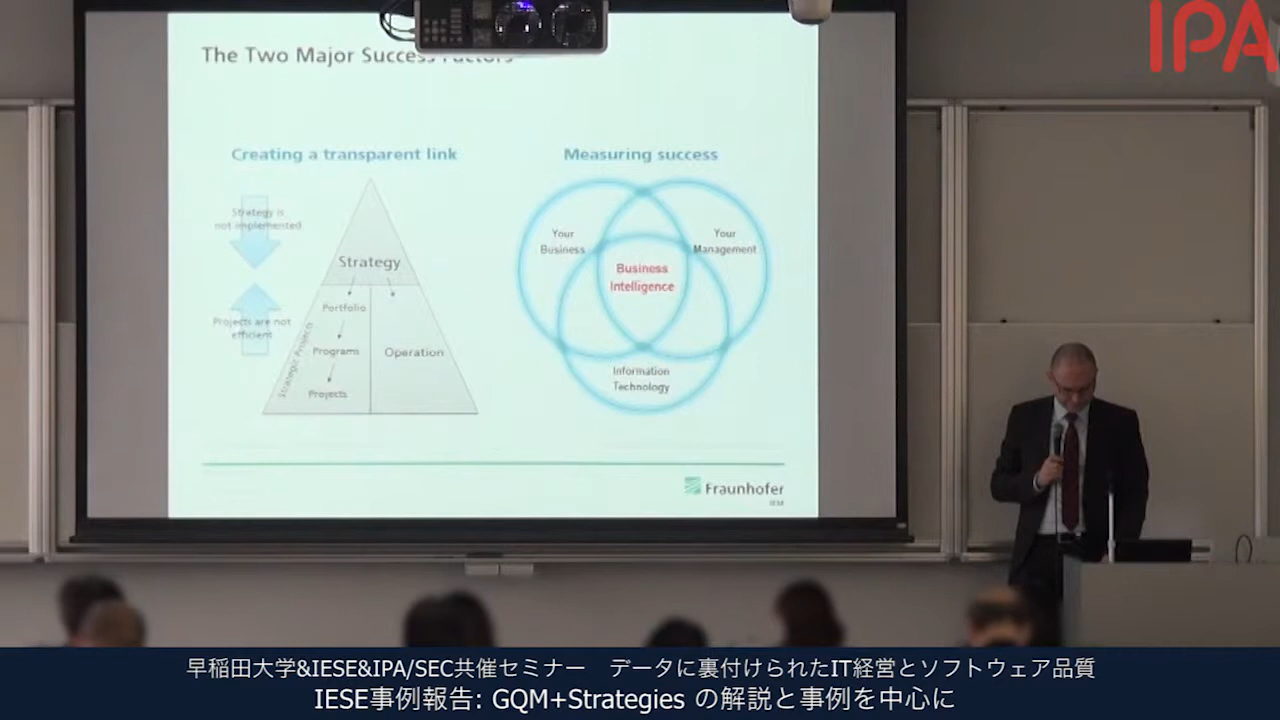 IPA
The Two Major Success Factors
Creating a transparent link
Strategy is
not implemented
Projects are not
efficient
Strategy
Portfolio
Programs
Projects
Strategic Projects
Operation
Measuring success
Your
Business
Your
Management
Business
Intelligence
Information
Technology
Fraunhofer
IESE
早稲田大学&IESE&IPA/SEC共催セミナー　データに裏付けられたIT経営とソフトウェア品質
IESE事例報告: GQM+Strategies の解説と事例を中心に